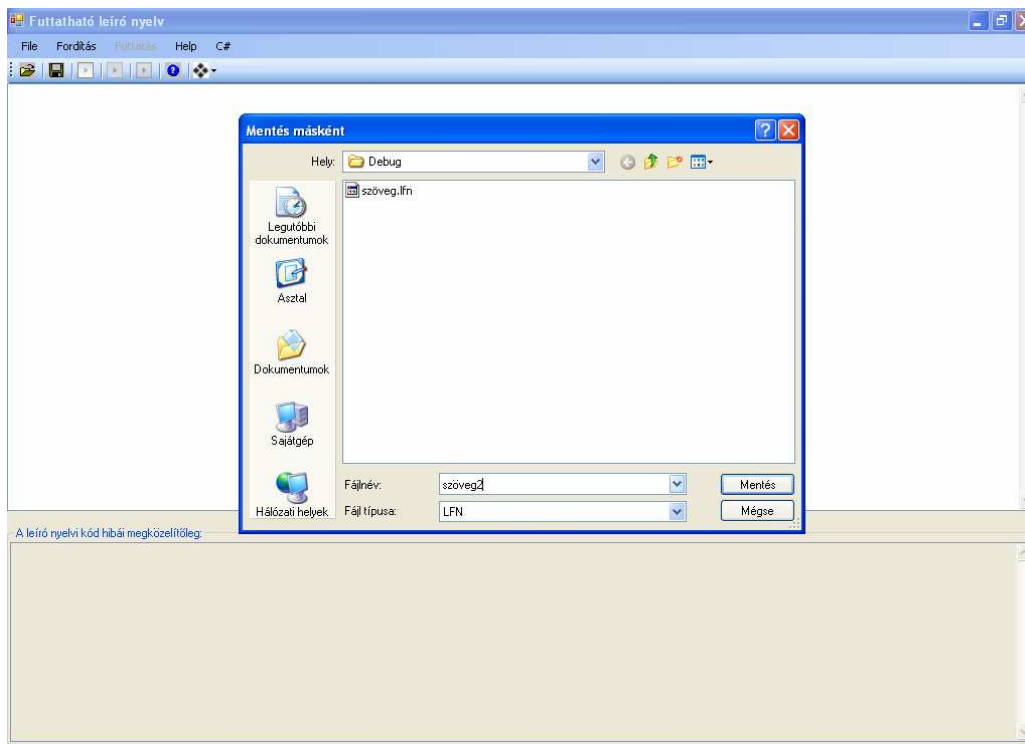 Futtatható leíró nyelv
File Fordítás Futtatás Help C#
Mentés másként
Hely: Debug
szöveg.lfn
Legutóbbi
dokumentumok
Asztal
Dokumentumok
Sajátgép
Hálózati helyek
Fájlnév: szöveg2 Mentés
Fájl típusa: LFN Mégse
A leíró nyelvi kód hibái megközelítőleg: